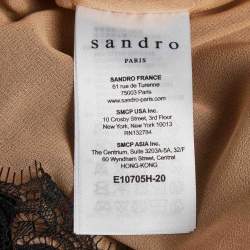 sandro
PARIS
SANDRO FRANCE
61 rue de Turenne
75003 Paris
www.sandro-paris.com
SMCP USA Inc.
10 Crosby Street, 3rd Floor
New York, New York 10013
RN132784
SMCP ASIA Inc.
The Centrium, Suite 3203A-5A, 32/F
60 Wyndham Street, Central
HONG-KONG
E10705H-20